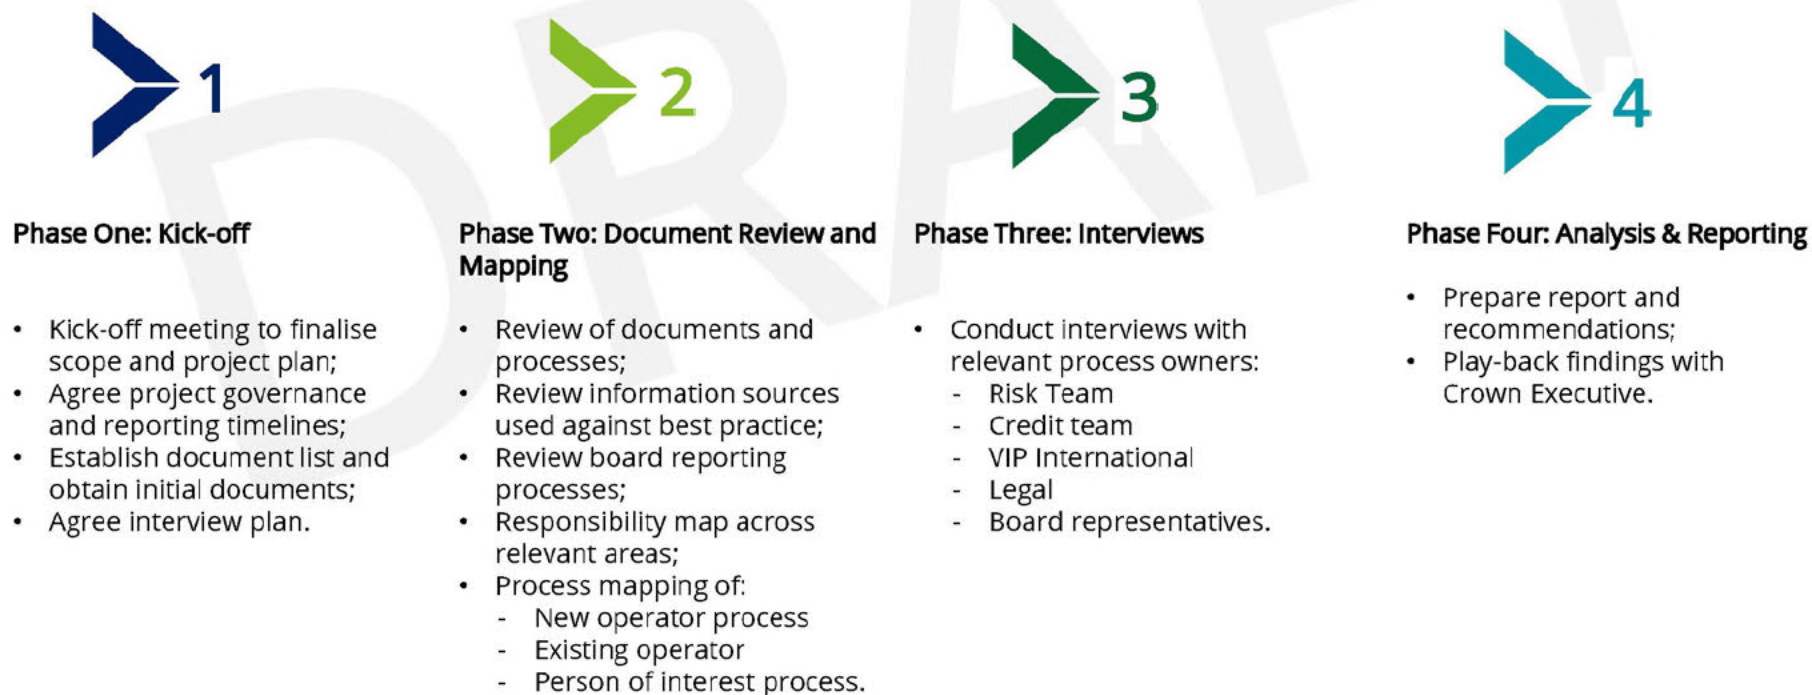 DRAFT
1
2
3
4
Phase One: Kick-off
• Kick-off meeting to finalise
scope and project plan;
• Agree project governance
and reporting timelines;
• Establish document list and
obtain initial documents;
• Agree interview plan.
Phase Two: Document Review and
Mapping
• Review of documents and
processes;
• Review information sources
used against best practice;
• Review board reporting
processes;
• Responsibility map across
relevant areas;
• Process mapping of:
- New operator process
- Existing operator
- Person of interest process.
Phase Three: Interviews
• Conduct interviews with
relevant process owners:
- Risk Team
- Credit team
- VIP International
- Legal
- Board representatives.
Phase Four: Analysis & Reporting
• Prepare report and
recommendations;
• Play-back findings with
Crown Executive.